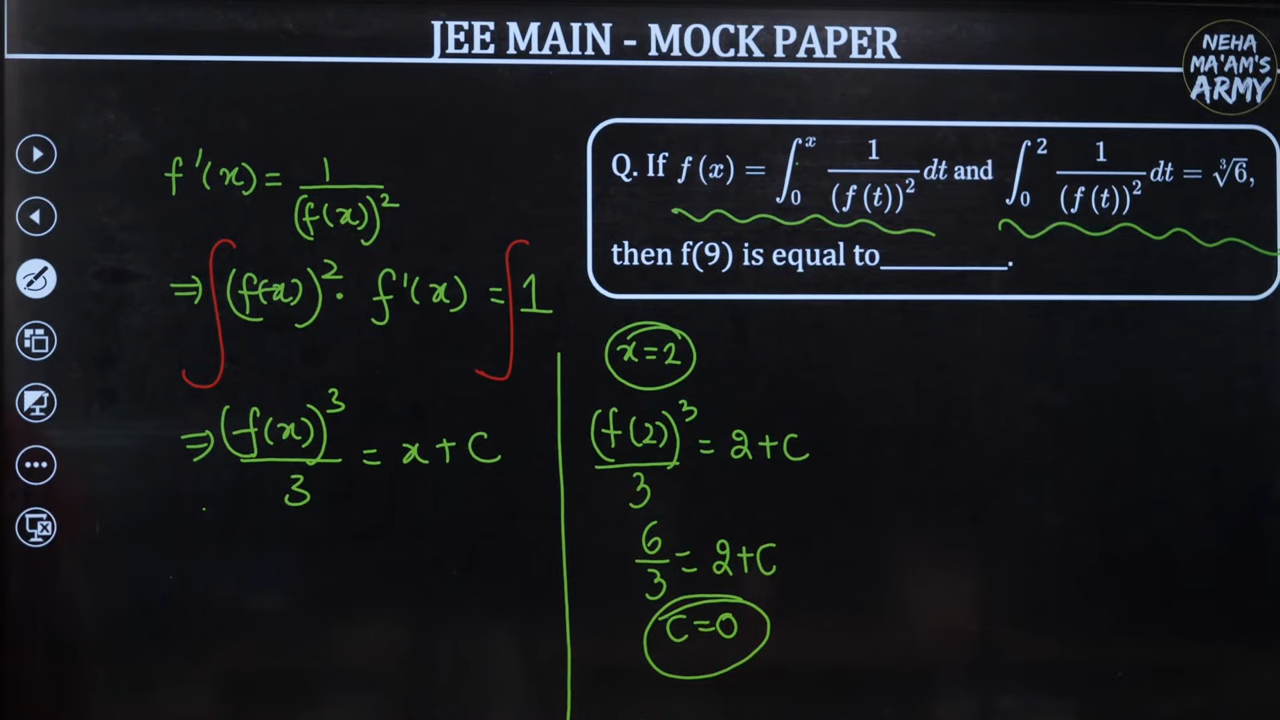 JEE MAIN - MOCK PAPER
NEHA
MA'AM'S
ARMY
Q. If f(x) = ∫₀ˣ 1/(f(t))² dt and ∫₀² 1/(f(t))² dt = ∛6,
then f(9) is equal to________.
f'(x) = 1/(f(x))²
⇒ ∫(f(x))² · f'(x) = ∫1
⇒ (f(x))³/3 = x + C
x=2
(f(2))³/3 = 2+C
6/3 = 2+C
C=0